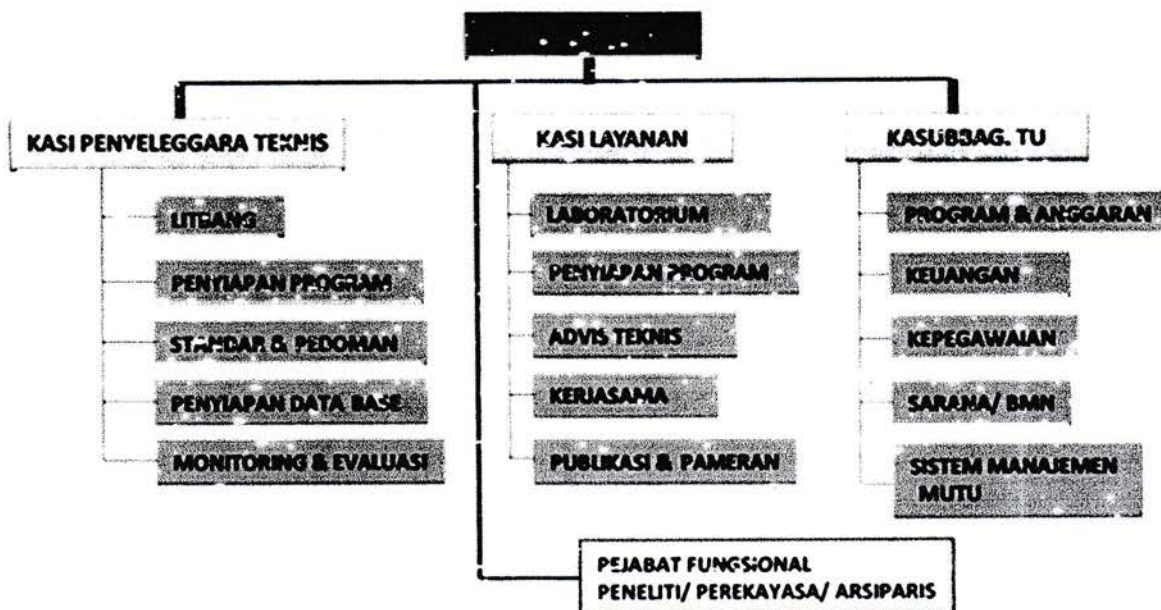 KASI PENYELEGGARA TEKNIS
LITBANG
PENYIAPAN PROGRAM
STANDAR & PEDOMAN
PENYIAPAN DATA BASE
MONITORING & EVALUASI
KASI LAYANAN
LABORATORIUM
PENYIAPAN PROGRAM
ADVIS TEKNIS
KERJASAMA
PUBLIKASI & PAMERAN
KASUBBAG. TU
PROGRAM & ANGGARAN
KEUANGAN
KEPEGAWAIAN
SARANA/ BMN
SISTEM MANAJEMEN
MUTU
PEJABAT FUNGSIONAL
PENELITI/ PEREKAYASA/ ARSIPARIS